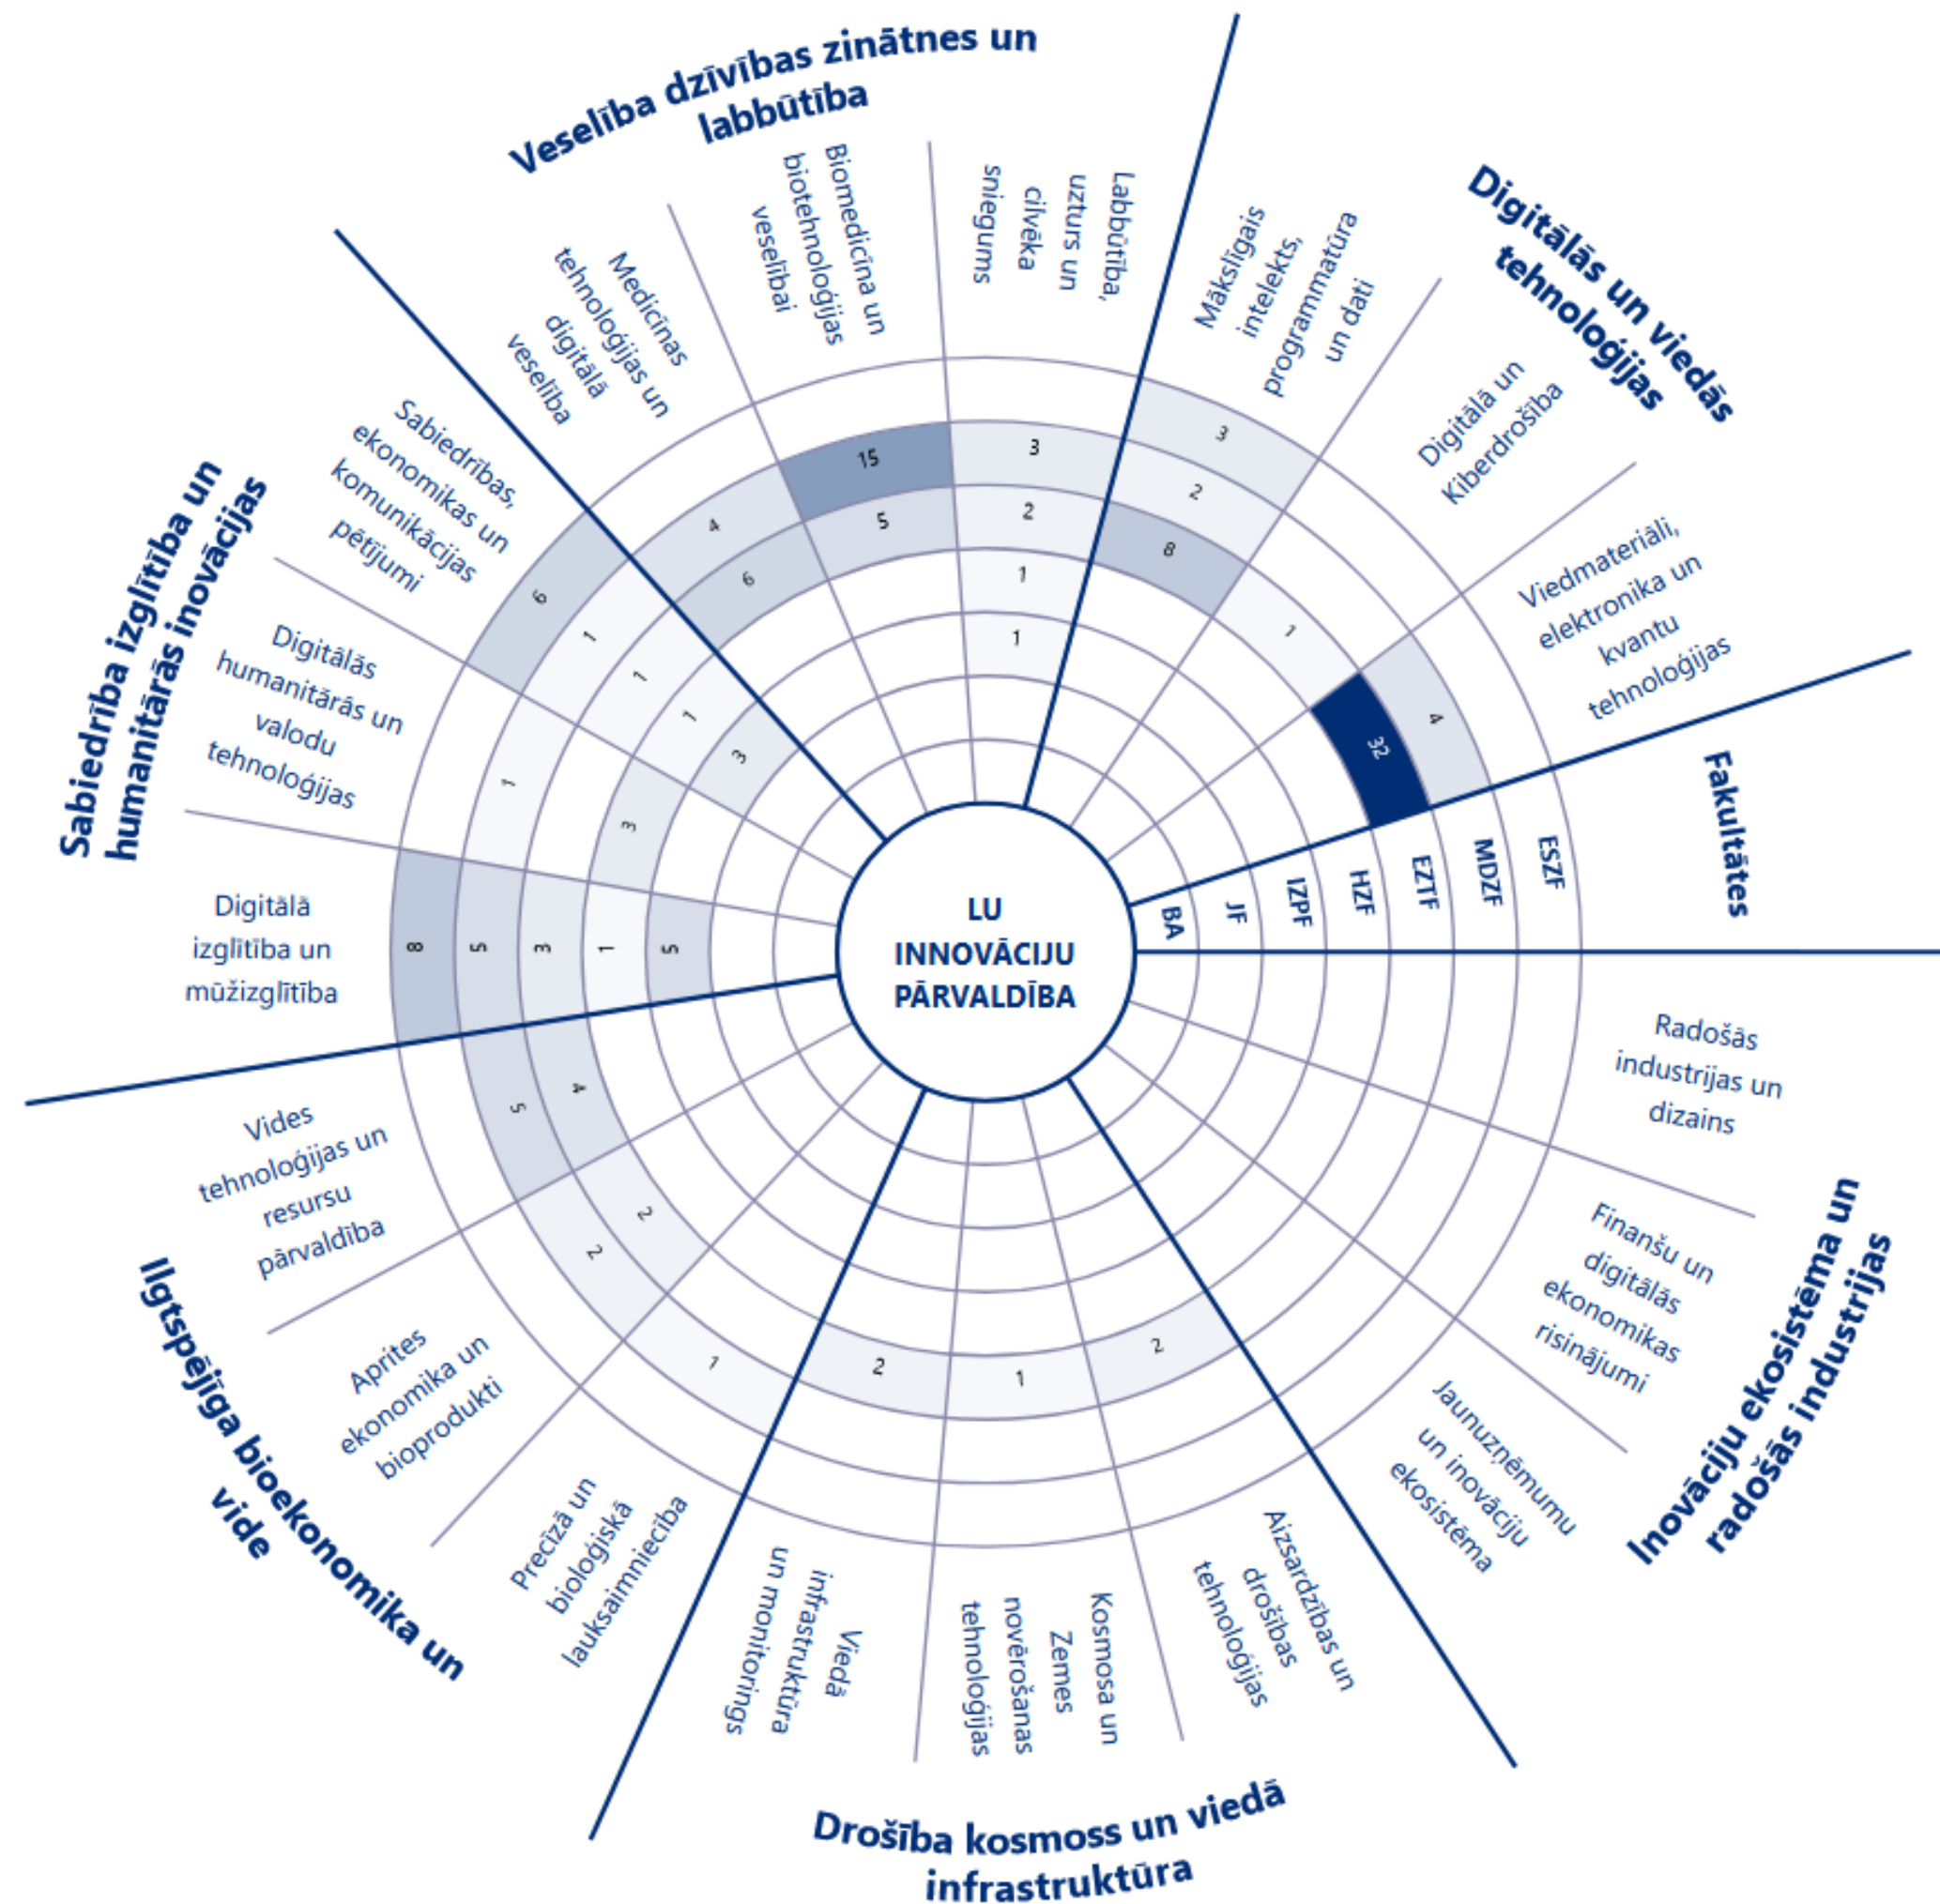 Veselība dzīvības zinātnes un
labbūtība
Medicīnas
tehnoloģijas un
digitālā
veselība
Biomedicīna un
biotehnoloģijas
veselībai
Labbūtība,
uzturs un
cilvēka
sniegums
Digitālās un viedās
tehnoloģijas
Mākslīgais
intelekts,
programmatūra
un dati
Digitālā un
Kiberdrošība
Viedmateriāli,
elektronika un
kvantu
tehnoloģijas
Fakultātes
BA
JF
IZPF
HZF
EZTF
MDZF
ESZF
Inovāciju ekosistēma un
radošās industrijas
Radošās
industrijas un
dizains
Finanšu un
digitālās
ekonomikas
risinājumi
Jaunuzņēmumu
un inovāciju
ekosistēma
Drošība kosmoss un viedā
infrastruktūra
Aizsardzības un
drošības
tehnoloģijas
Kosmosa un
Zemes
novērošanas
tehnoloģijas
Viedā
infrastruktūra
un monitorings
Ilgtspējīga bioekonomika un
vide
Precīzā un
bioloģiskā
lauksaimniecība
Aprites
ekonomika un
bioprodukti
Vides
tehnoloģijas un
resursu
pārvaldība
Sabiedrība izglītība un
humanitārās inovācijas
Digitālā
izglītība un
mūžizglītība
Digitālās
humanitārās un
valodu
tehnoloģijas
Sabiedrības,
ekonomikas un
komunikācijas
pētījumi
LU
INNOVĀCIJU
PĀRVALDĪBA
4
6
15
5
3
2
1
1
3
2
8
1
4
32
2
1
2
1
2
2
5
4
8
5
3
1
5
1
3
6
1
1
1
3